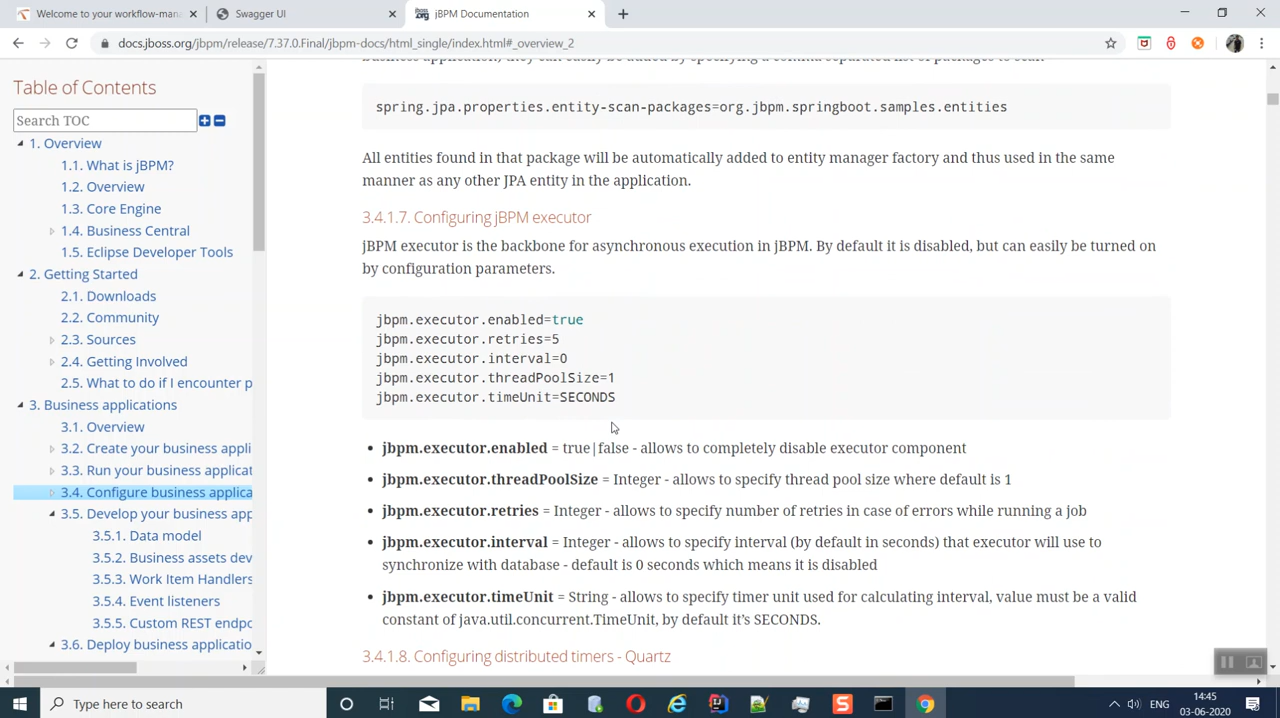 Welcome to your workflow-man
Swagger UI
jBPM Documentation
docs.jboss.org/jbpm/release/7.37.0.Final/jbpm-docs/html_single/index.html#_overview_2
Table of Contents
Search TOC
1. Overview
1.1. What is jBPM?
1.2. Overview
1.3. Core Engine
1.4. Business Central
1.5. Eclipse Developer Tools
2. Getting Started
2.1. Downloads
2.2. Community
2.3. Sources
2.4. Getting Involved
2.5. What to do if I encounter p
3. Business applications
3.1. Overview
3.2. Create your business appli
3.3. Run your business applicat
3.4. Configure business applica
3.5. Develop your business app
3.5.1. Data model
3.5.2. Business assets dev
3.5.3. Work Item Handlers
3.5.4. Event listeners
3.5.5. Custom REST endpo
3.6. Deploy business applicatio
business application, they can easily be added by specifying a comma separated list of packages to scan.
spring.jpa.properties.entity-scan-packages=org.jbpm.springboot.samples.entities
All entities found in that package will be automatically added to entity manager factory and thus used in the same
manner as any other JPA entity in the application.
3.4.1.7. Configuring jBPM executor
jBPM executor is the backbone for asynchronous execution in jBPM. By default it is disabled, but can easily be turned on
by configuration parameters.
jbpm.executor.enabled=true
jbpm.executor.retries=5
jbpm.executor.interval=0
jbpm.executor.threadPoolSize=1
jbpm.executor.timeUnit=SECONDS
jbpm.executor.enabled = true|false - allows to completely disable executor component
jbpm.executor.threadPoolSize = Integer - allows to specify thread pool size where default is 1
jbpm.executor.retries = Integer - allows to specify number of retries in case of errors while running a job
jbpm.executor.interval = Integer - allows to specify interval (by default in seconds) that executor will use to
synchronize with database - default is 0 seconds which means it is disabled
jbpm.executor.timeUnit = String - allows to specify timer unit used for calculating interval, value must be a valid
constant of java.util.concurrent.TimeUnit, by default it's SECONDS.
3.4.1.8. Configuring distributed timers - Quartz
Type here to search
ENG
14:45
03-06-2020